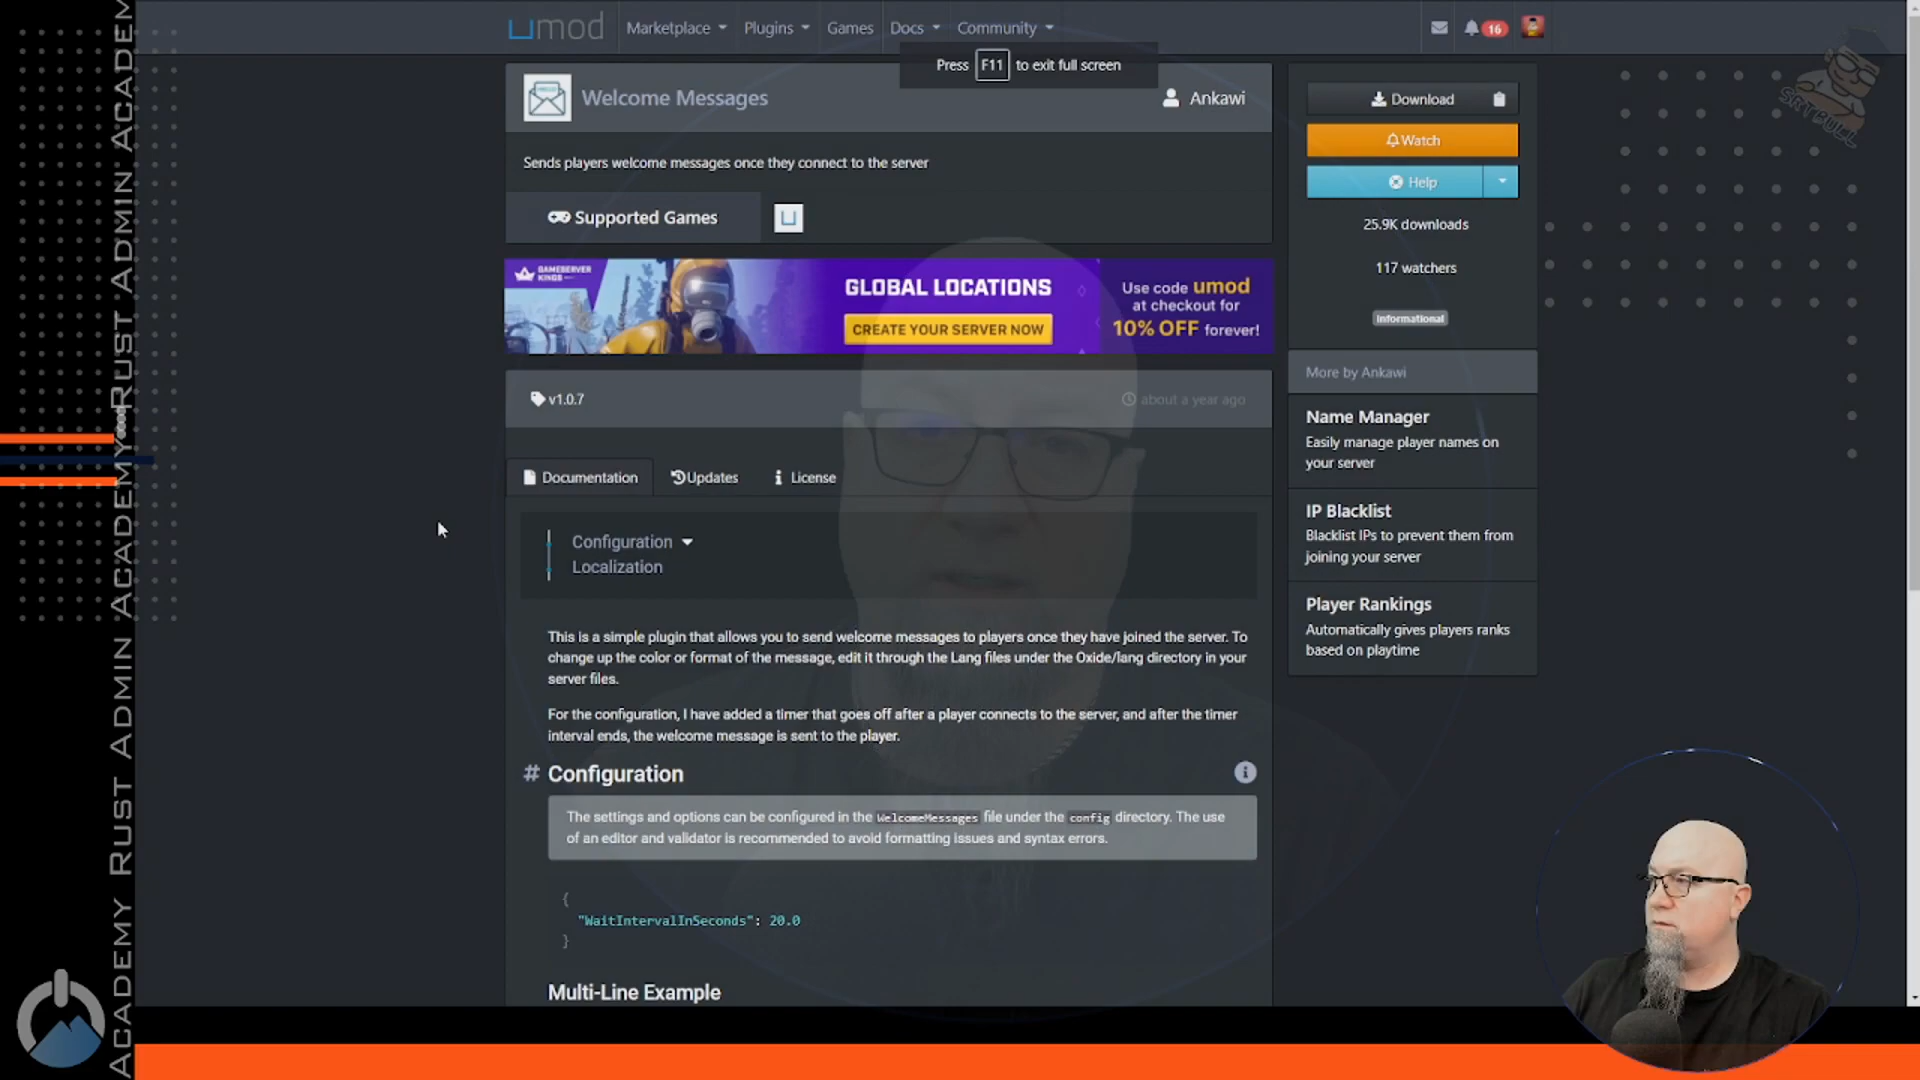 umod
Marketplace
Plugins
Games
Docs
Community
16
Press F11 to exit full screen
Welcome Messages
Ankawi
Sends players welcome messages once they connect to the server
Supported Games
GAMESERVER
KINGS
GLOBAL LOCATIONS
CREATE YOUR SERVER NOW
Use code umod
at checkout for
10% OFF forever!
v1.0.7
about a year ago
Documentation
Updates
License
Configuration
Localization
This is a simple plugin that allows you to send welcome messages to players once they have joined the server. To
change up the color or format of the message, edit it through the Lang files under the Oxide/lang directory in your
server files.
For the configuration, I have added a timer that goes off after a player connects to the server, and after the timer
interval ends, the welcome message is sent to the player.
# Configuration
The settings and options can be configured in the WelcomeMessages file under the config directory. The use
of an editor and validator is recommended to avoid formatting issues and syntax errors.
{
"WaitIntervalInSeconds": 20.0
}
Multi-Line Example
Download
Watch
Help
25.9K downloads
117 watchers
Informational
More by Ankawi
Name Manager
Easily manage player names on
your server
IP Blacklist
Blacklist IPs to prevent them from
joining your server
Player Rankings
Automatically gives players ranks
based on playtime
SRTBULL
ACADEMY RUST ADMIN ACADEMY RUST ADMIN ACADEM